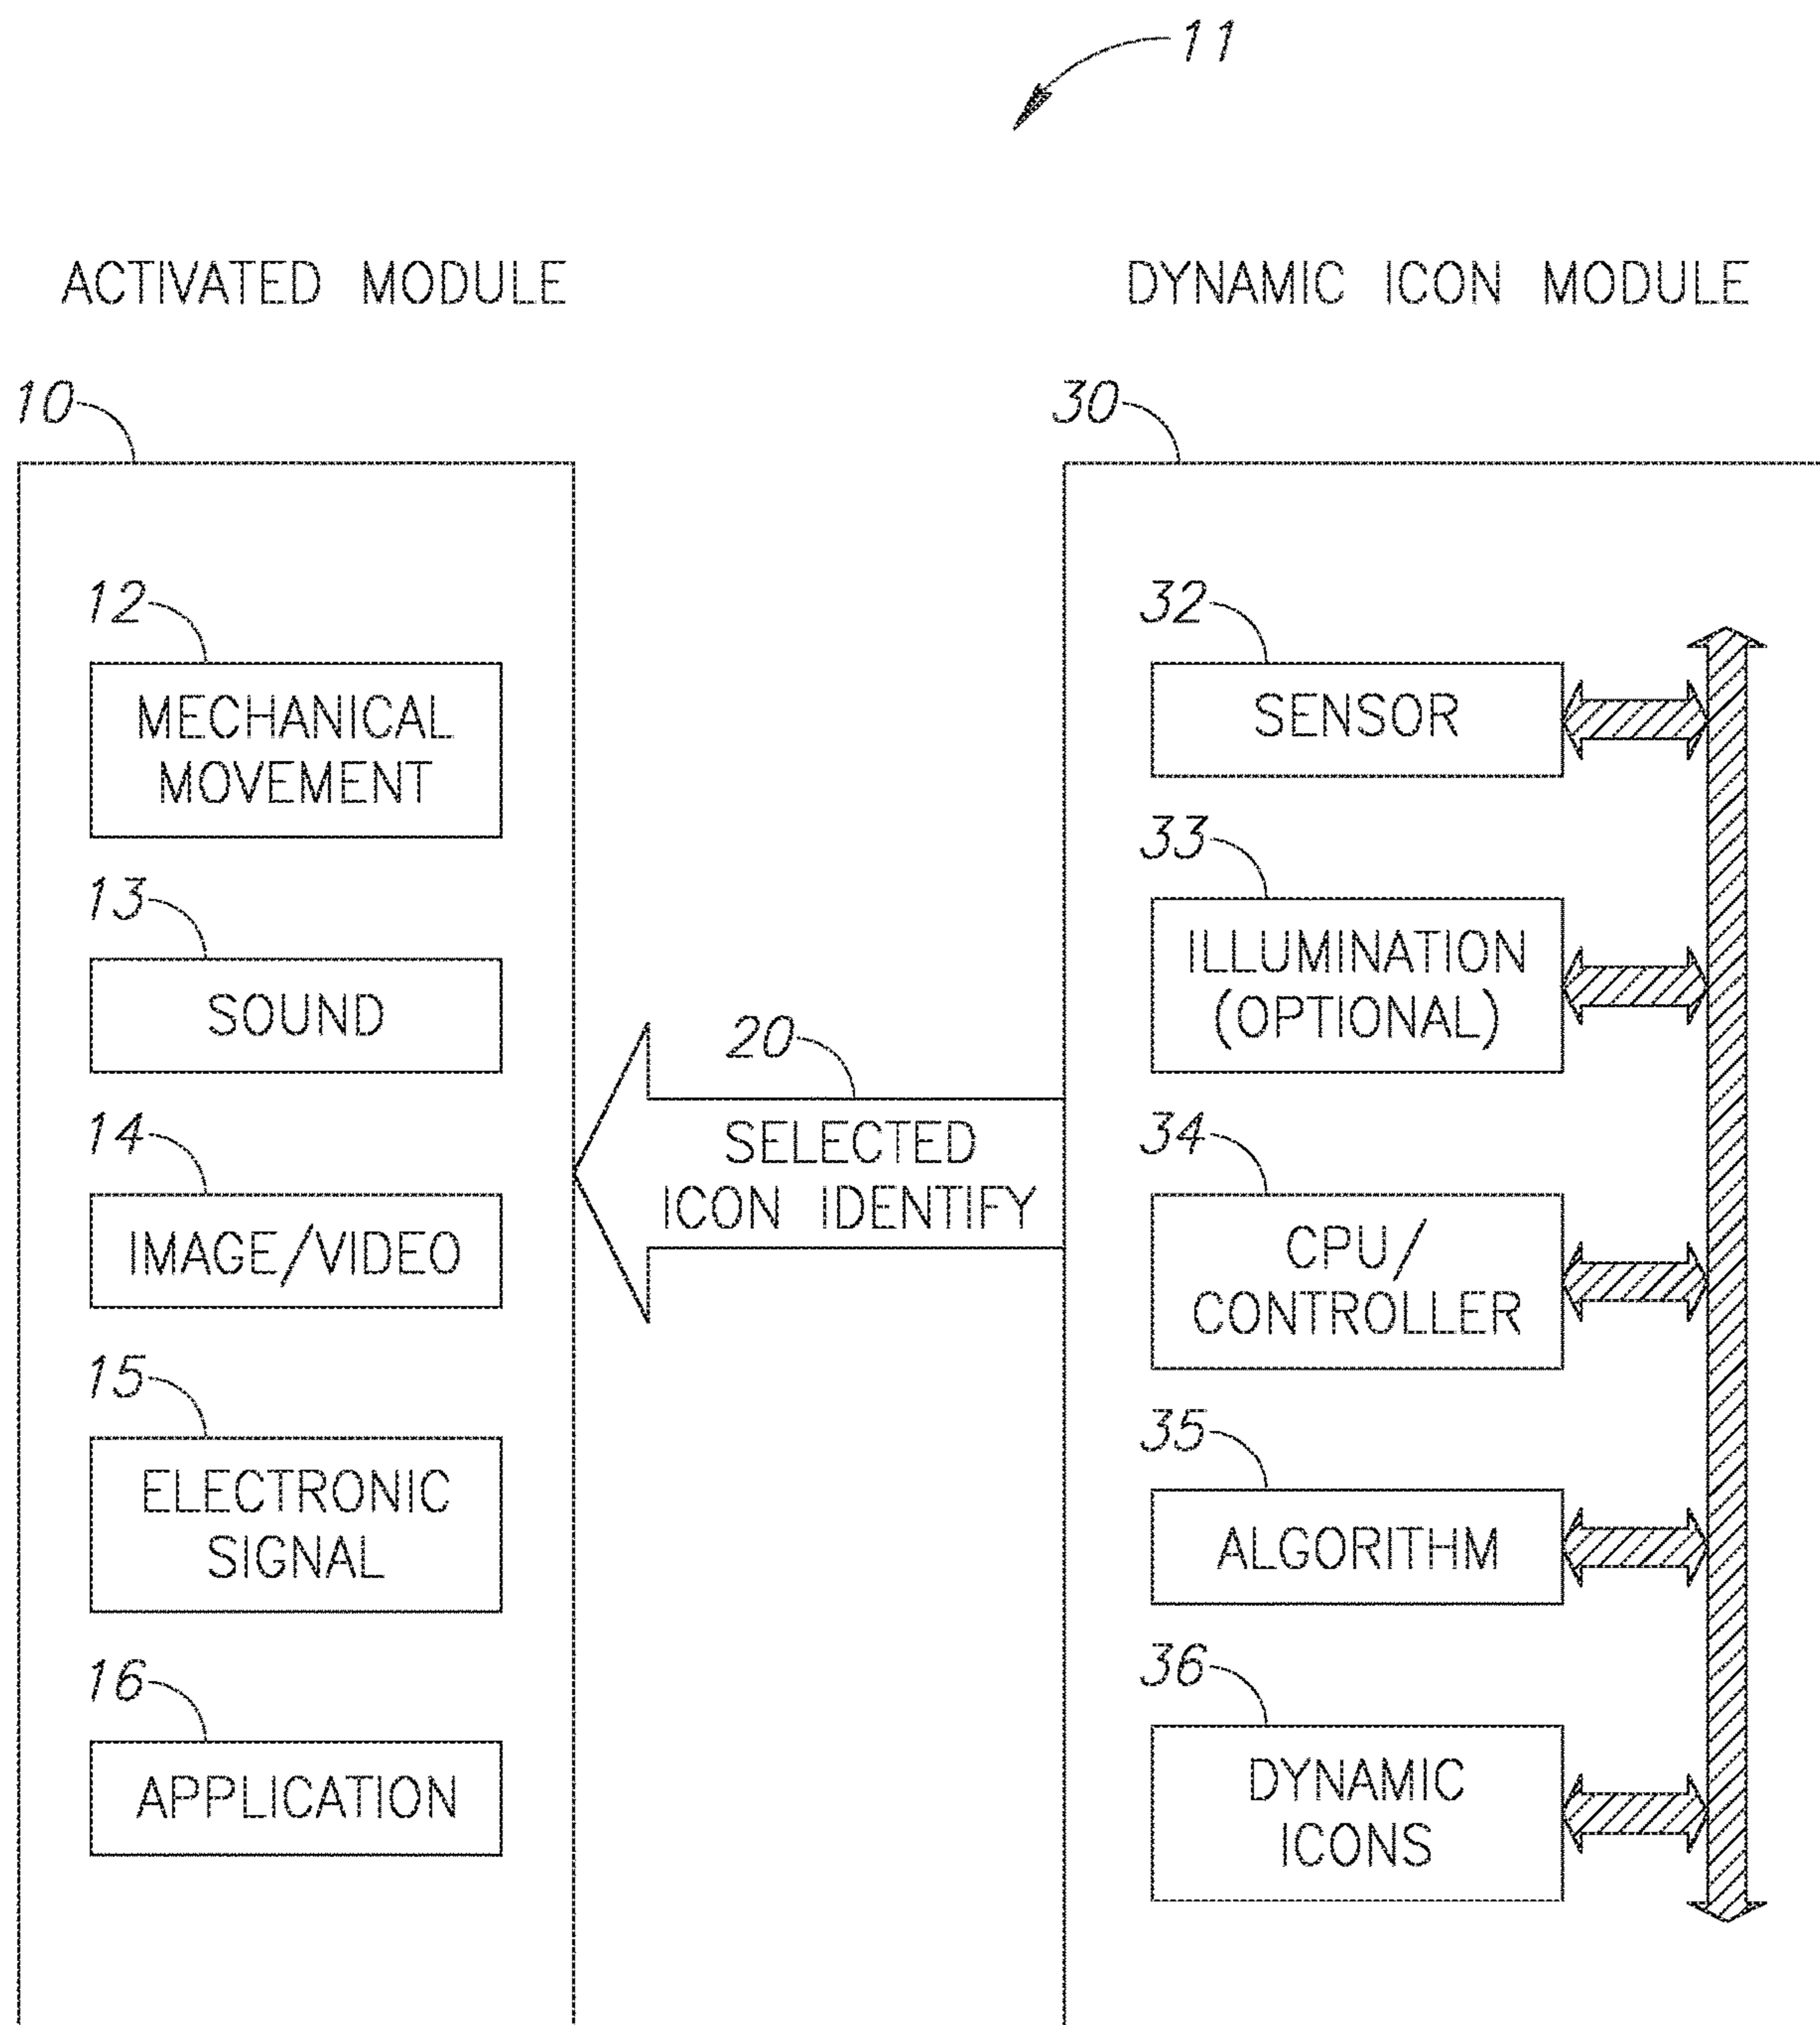 11
ACTIVATED MODULE
DYNAMIC ICON MODULE
10
12
MECHANICAL
MOVEMENT
13
SOUND
14
IMAGE/VIDEO
15
ELECTRONIC
SIGNAL
16
APPLICATION
20
SELECTED
ICON IDENTIFY
30
32
SENSOR
33
ILLUMINATION
(OPTIONAL)
34
CPU/
CONTROLLER
35
ALGORITHM
36
DYNAMIC
ICONS